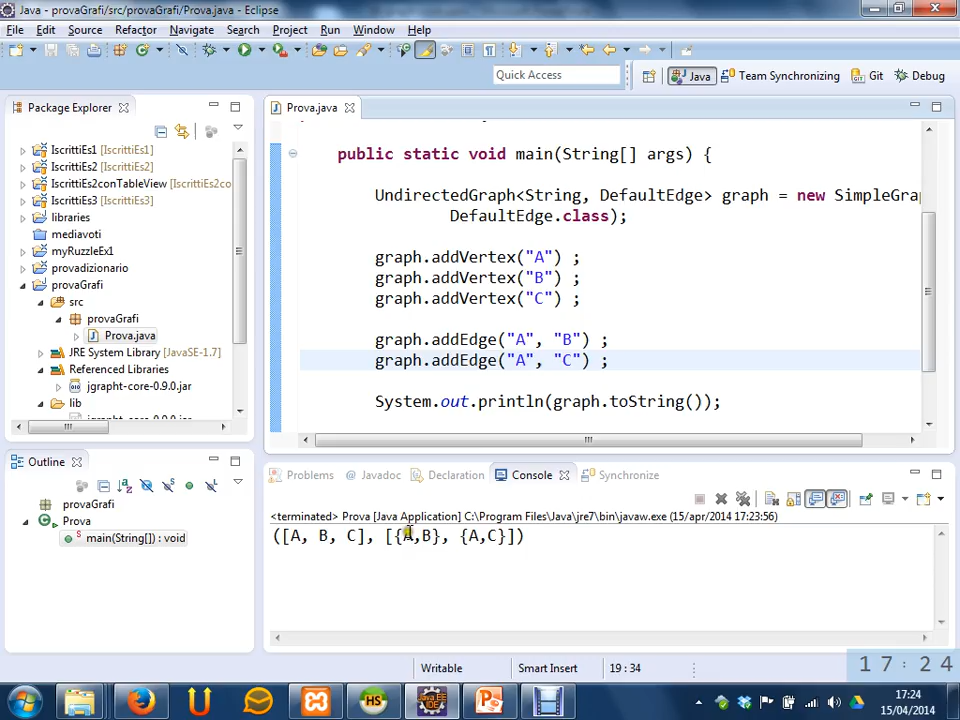 Java - provaGrafi/src/provaGrafi/Prova.java - Eclipse
File Edit Source Refactor Navigate Search Project Run Window Help
Quick Access
Java Team Synchronizing Git Debug
Package Explorer
IscrittiEs1 [IscrittiEs1]
IscrittiEs2 [IscrittiEs2]
IscrittiEs2conTableView [IscrittiEs2co
IscrittiEs3 [IscrittiEs3]
libraries
mediavoti
myRuzzleEx1
provadizionario
provaGrafi
src
provaGrafi
Prova.java
JRE System Library [JavaSE-1.7]
Referenced Libraries
jgrapht-core-0.9.0.jar
lib
Prova.java
public static void main(String[] args) {
UndirectedGraph<String, DefaultEdge> graph = new SimpleGra
DefaultEdge.class);
graph.addVertex("A") ;
graph.addVertex("B") ;
graph.addVertex("C") ;
graph.addEdge("A", "B") ;
graph.addEdge("A", "C") ;
System.out.println(graph.toString());
Outline
provaGrafi
Prova
main(String[]) : void
Problems Javadoc Declaration Console Synchronize
<terminated> Prova [Java Application] C:\Program Files\Java\jre7\bin\javaw.exe (15/apr/2014 17:23:56)
([A, B, C], [{A,B}, {A,C}])
Writable Smart Insert 19 : 34
17:24
17:24
15/04/2014